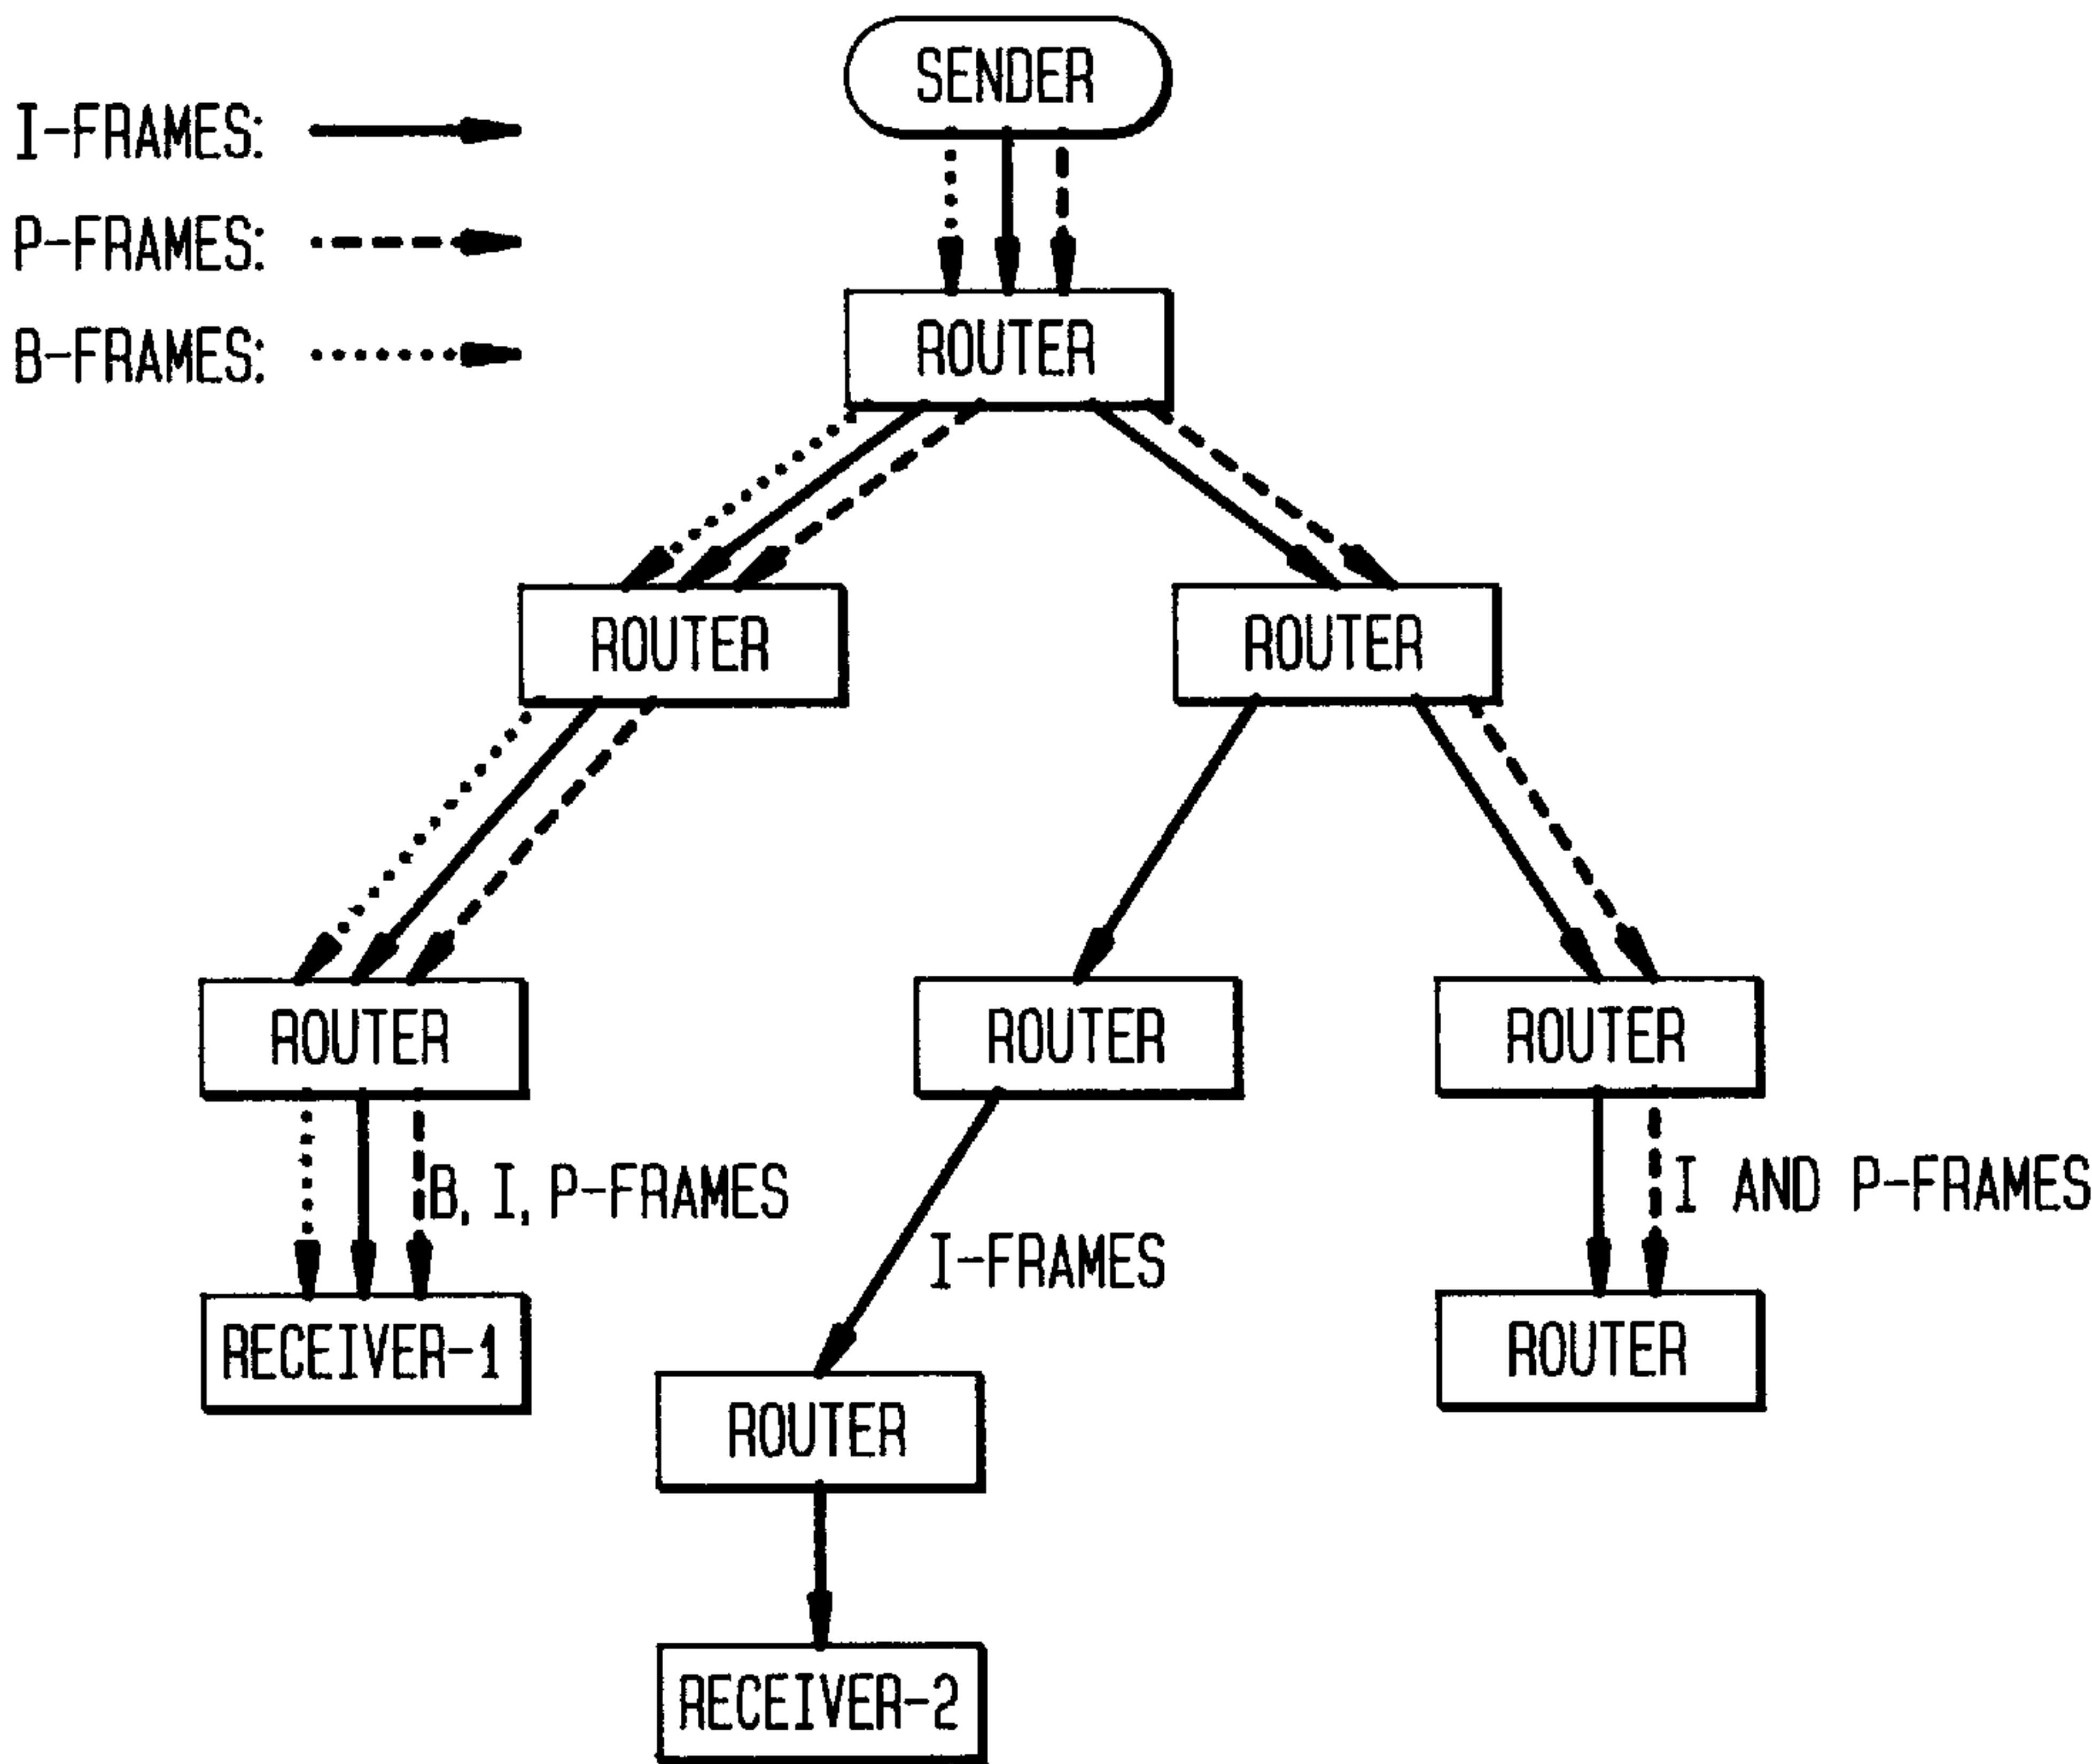 SENDER
I-FRAMES:
P-FRAMES:
B-FRAMES:
ROUTER
ROUTER
ROUTER
ROUTER
ROUTER
ROUTER
B, I, P-FRAMES
I-FRAMES
I AND P-FRAMES
RECEIVER-1
ROUTER
ROUTER
RECEIVER-2